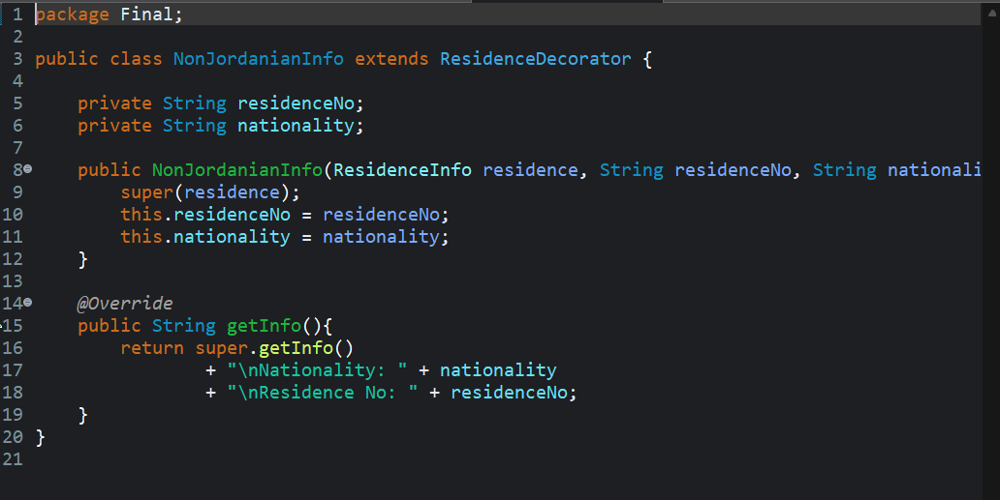 1 package Final;
2
3 public class NonJordanianInfo extends ResidenceDecorator {
4
5 private String residenceNo;
6 private String nationality;
7
8 public NonJordanianInfo(ResidenceInfo residence, String residenceNo, String nationali
9 super(residence);
10 this.residenceNo = residenceNo;
11 this.nationality = nationality;
12 }
13
14 @Override
15 public String getInfo(){
16 return super.getInfo()
17 + "\nNationality: " + nationality
18 + "\nResidence No: " + residenceNo;
19 }
20 }
21